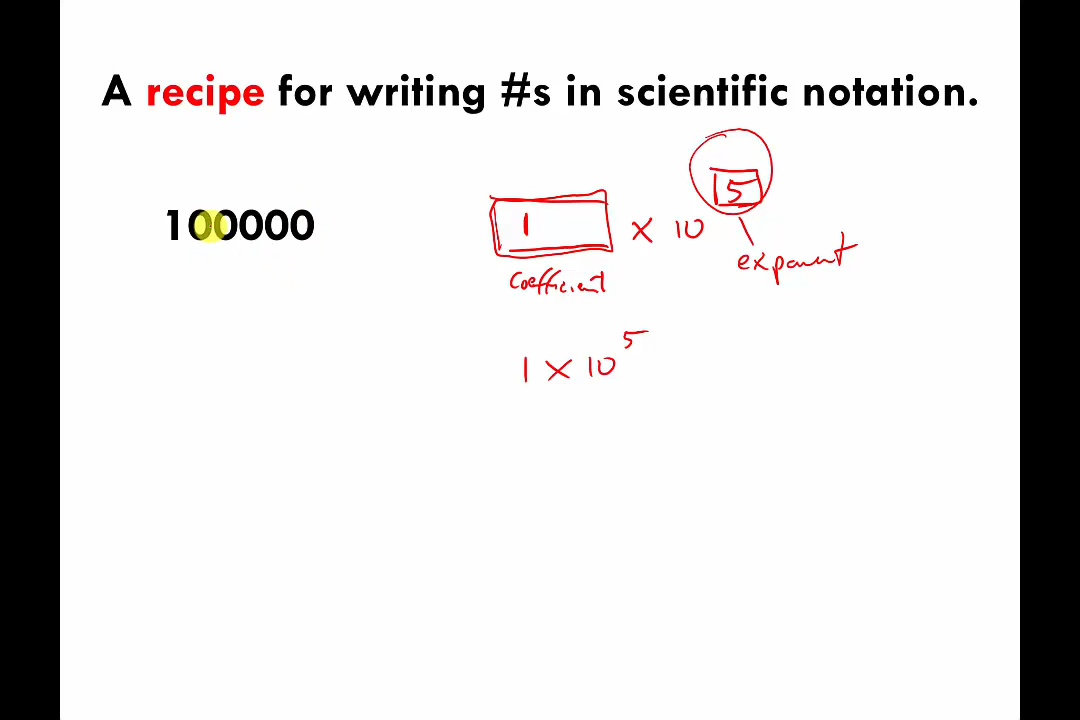 A recipe for writing #s in scientific notation.
100000
1 x 10 5
coefficient
exponent
1 x 10 5